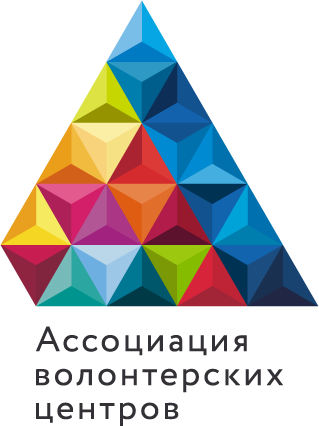 Ассоциация
волонтерских
центров